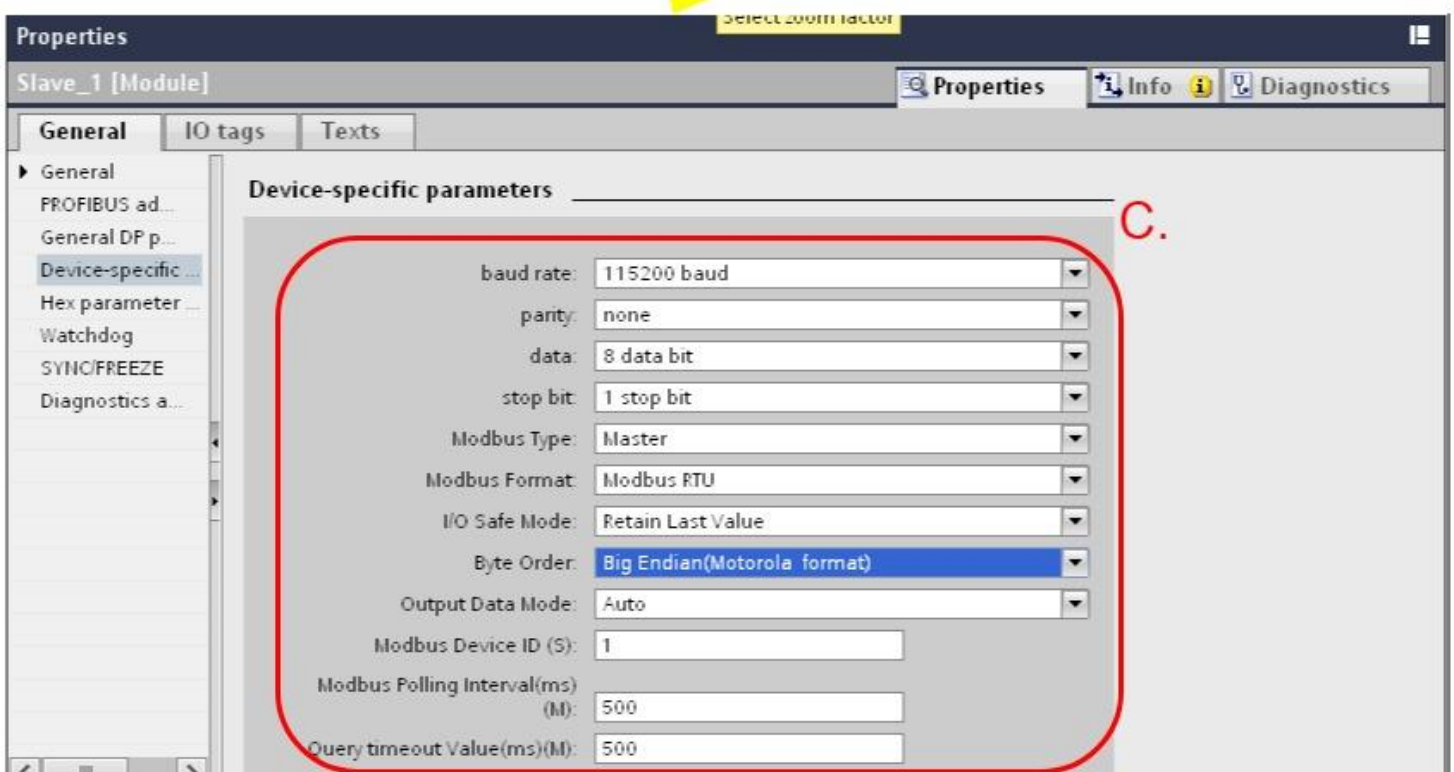 Select zoom factor
Properties
Slave_1 [Module]
Properties
Info
Diagnostics
General
IO tags
Texts
General
PROFIBUS ad...
General DP p...
Device-specific ...
Hex parameter ...
Watchdog
SYNC/FREEZE
Diagnostics a...
Device-specific parameters
C.
baud rate: 115200 baud
parity: none
data: 8 data bit
stop bit: 1 stop bit
Modbus Type: Master
Modbus Format: Modbus RTU
I/O Safe Mode: Retain Last Value
Byte Order: Big Endian(Motorola format)
Output Data Mode: Auto
Modbus Device ID (S): 1
Modbus Polling Interval(ms)
(M): 500
Query timeout Value(ms)(M): 500